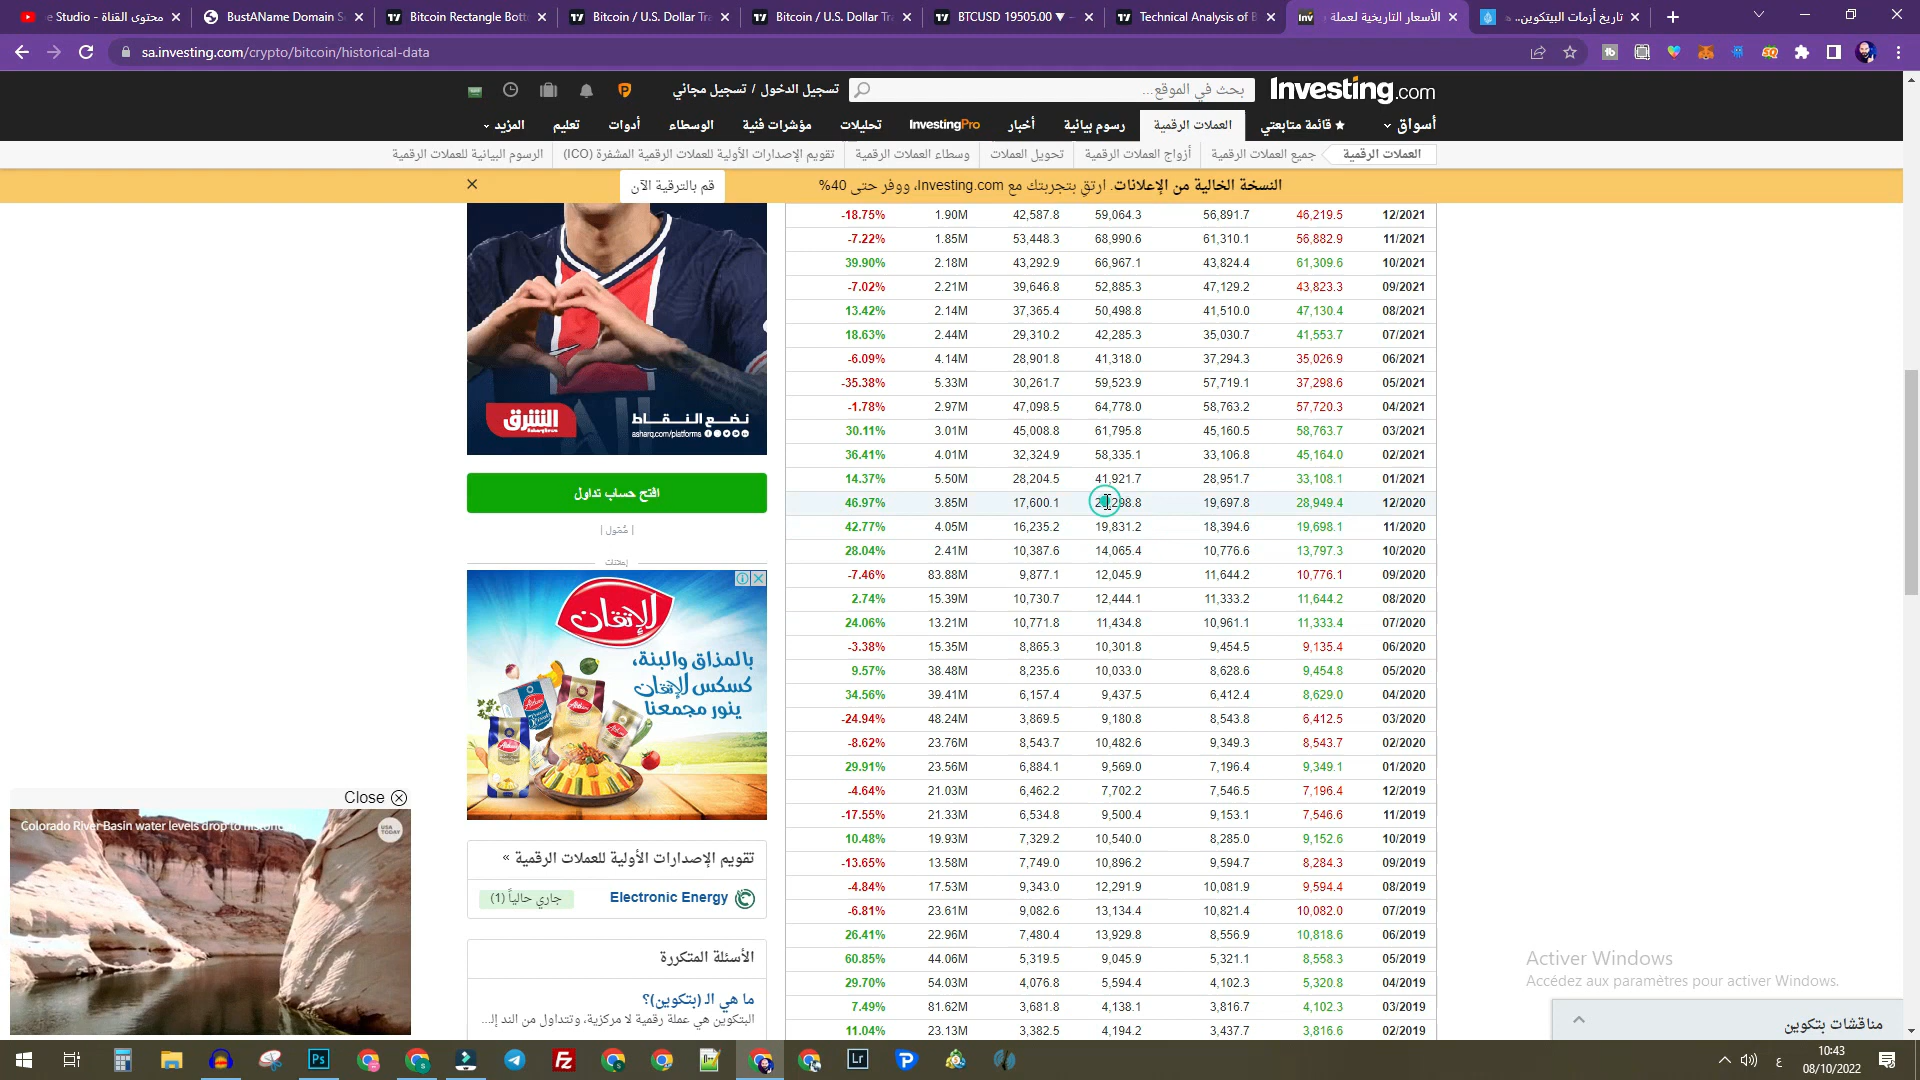 محتوى القناة - e Studio
BustAName Domain S
Bitcoin Rectangle Bott
Bitcoin / U.S. Dollar Tr
Bitcoin / U.S. Dollar Tr
BTCUSD 19505.00 ▼ −
Technical Analysis of B
الأسعار التاريخية لعملة
تاريخ أزمات البيتكوين..
sa.investing.com/crypto/bitcoin/historical-data
Investing.com
بحث في الموقع...
تسجيل الدخول / تسجيل مجاني
أسواق
قائمة متابعتي
العملات الرقمية
رسوم بيانية
أخبار
InvestingPro
تحليلات
مؤشرات فنية
الوسطاء
أدوات
تعليم
المزيد
العملات الرقمية
جميع العملات الرقمية
أزواج العملات الرقمية
تحويل العملات
وسطاء العملات الرقمية
تقويم الإصدارات الأولية للعملات الرقمية المشفرة (ICO)
الرسوم البيانية للعملات الرقمية
النسخة الخالية من الإعلانات. ارتقِ بتجربتك مع Investing.com، ووفر حتى 40%
قم بالترقية الآن
12/2021 46,219.5 56,891.7 59,064.3 42,587.8 1.90M -18.75%
11/2021 56,882.9 61,310.1 68,990.6 53,448.3 1.85M -7.22%
10/2021 61,309.6 43,824.4 66,967.1 43,292.9 2.18M 39.90%
09/2021 43,823.3 47,129.2 52,885.3 39,646.8 2.21M -7.02%
08/2021 47,130.4 41,510.0 50,498.8 37,365.4 2.14M 13.42%
07/2021 41,553.7 35,030.7 42,285.3 29,310.2 2.44M 18.63%
06/2021 35,026.9 37,294.3 41,318.0 28,901.8 4.14M -6.09%
05/2021 37,298.6 57,719.1 59,523.9 30,261.7 5.33M -35.38%
04/2021 57,720.3 58,763.2 64,778.0 47,098.5 2.97M -1.78%
03/2021 58,763.7 45,160.5 61,795.8 45,008.8 3.01M 30.11%
02/2021 45,164.0 33,106.8 58,335.1 32,324.9 4.01M 36.41%
01/2021 33,108.1 28,951.7 41,921.7 28,204.5 5.50M 14.37%
12/2020 28,949.4 19,697.8 17,600.1 3.85M 46.97%
11/2020 19,698.1 18,394.6 19,831.2 16,235.2 4.05M 42.77%
10/2020 13,797.3 10,776.6 14,065.4 10,387.6 2.41M 28.04%
09/2020 10,776.1 11,644.2 12,045.9 9,877.1 83.88M -7.46%
08/2020 11,644.2 11,333.2 12,444.1 10,730.7 15.39M 2.74%
07/2020 11,333.4 10,961.1 11,434.8 10,771.8 13.21M 24.06%
06/2020 9,135.4 9,454.5 10,301.8 8,865.3 15.35M -3.38%
05/2020 9,454.8 8,628.6 10,033.0 8,235.6 38.48M 9.57%
04/2020 8,629.0 6,412.4 9,437.5 6,157.4 39.41M 34.56%
03/2020 6,412.5 8,543.8 9,180.8 3,869.5 48.24M -24.94%
02/2020 8,543.7 9,349.3 10,482.6 8,543.7 23.76M -8.62%
01/2020 9,349.1 7,196.4 9,569.0 6,884.1 23.56M 29.91%
12/2019 7,196.4 7,546.5 7,702.2 6,462.2 21.03M -4.64%
11/2019 7,546.6 9,153.1 9,500.4 6,534.8 21.33M -17.55%
10/2019 9,152.6 8,285.0 10,540.0 7,329.2 19.93M 10.48%
09/2019 8,284.3 9,594.7 10,896.2 7,749.0 13.58M -13.65%
08/2019 9,594.4 10,081.9 12,291.9 9,343.0 17.53M -4.84%
07/2019 10,082.0 10,821.4 13,134.4 9,082.6 23.61M -6.81%
06/2019 10,818.6 8,556.9 13,929.8 7,480.4 22.96M 26.41%
05/2019 8,558.3 5,321.1 9,045.9 5,319.5 44.06M 60.85%
04/2019 5,320.8 4,102.3 5,594.4 4,076.8 54.03M 29.70%
03/2019 4,102.3 3,816.7 4,138.1 3,681.8 81.62M 7.49%
02/2019 3,816.6 3,437.7 4,194.2 3,382.5 23.13M 11.04%
الشرق
نضع النقاط
asharq.com/platforms
افتح حساب تداول
| مُمَول |
إعلانات
الإتقان
بالمذاق والبنة،
كسكس الإتقان
ينور مجمعنا
تقويم الإصدارات الأولية للعملات الرقمية »
Electronic Energy
جاري حالياً (1)
الأسئلة المتكررة
ما هي الـ (بتكوين)؟
البتكوين هي عملة رقمية لا مركزية، وتتداول من الند إلـ...
Close
Colorado River Basin water levels drop to
USA TODAY
Activer Windows
Accédez aux paramètres pour activer Windows.
مناقشات بتكوين
Ps
Fz
Lr
ع
10:43
08/10/2022